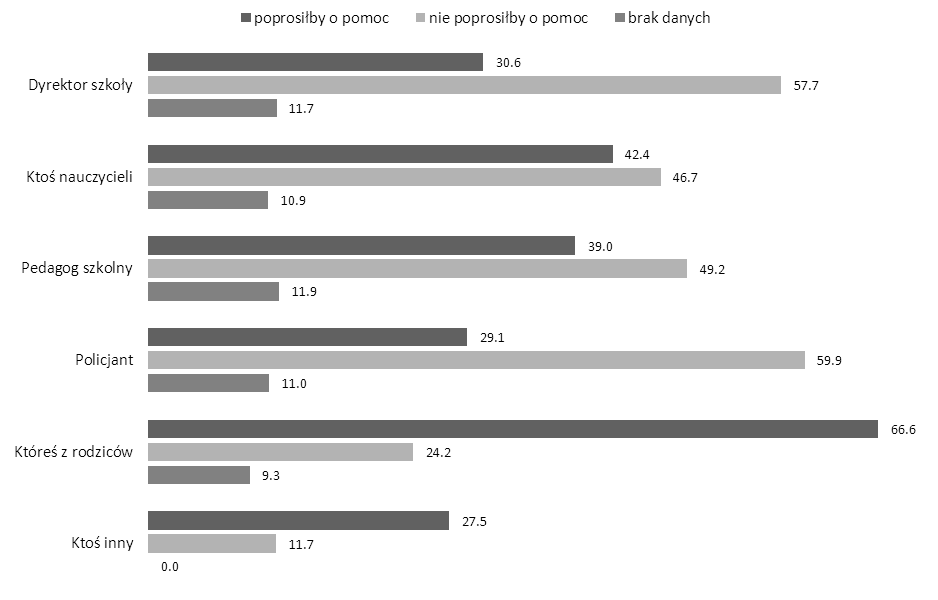 poprosiłby o pomoc nie poprosiłby o pomoc brak danych
Dyrektor szkoły
30.6
57.7
11.7
Ktoś nauczycieli
42.4
46.7
10.9
Pedagog szkolny
39.0
49.2
11.9
Policjant
29.1
59.9
11.0
Któreś z rodziców
66.6
24.2
9.3
Ktoś inny
27.5
11.7
0.0